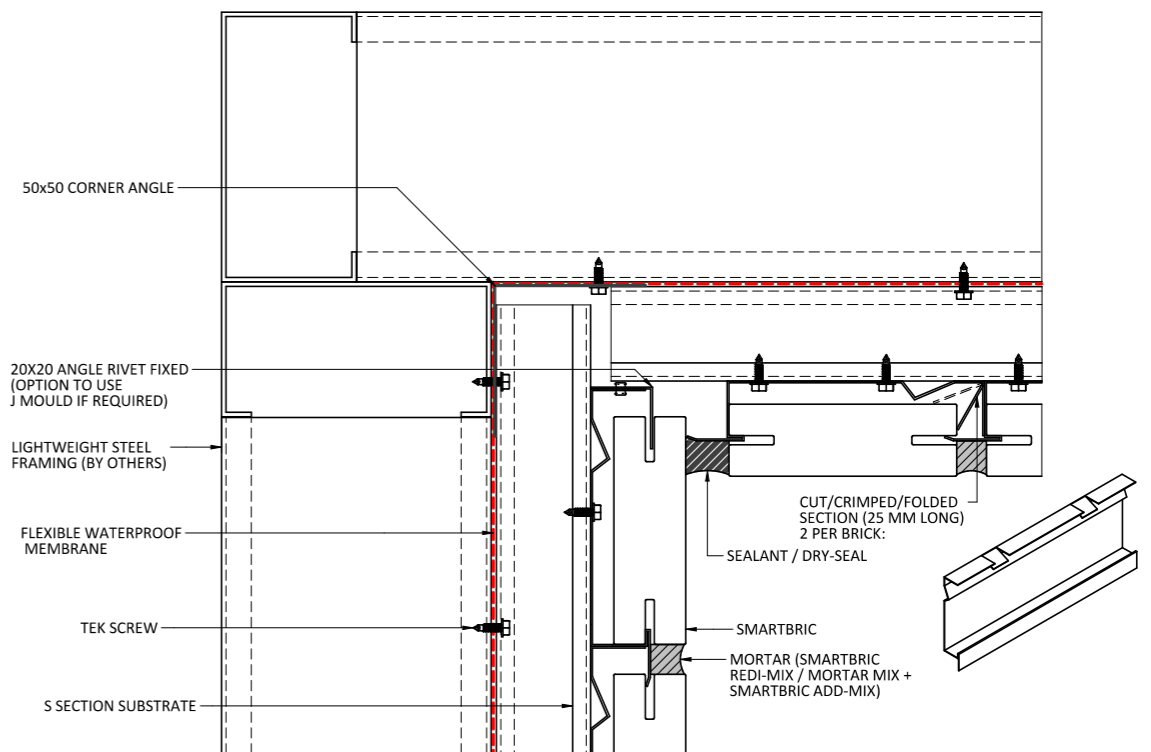 50x50 CORNER ANGLE
20X20 ANGLE RIVET FIXED
(OPTION TO USE
J MOULD IF REQUIRED)
LIGHTWEIGHT STEEL
FRAMING (BY OTHERS)
FLEXIBLE WATERPROOF
MEMBRANE
TEK SCREW
S SECTION SUBSTRATE
CUT/CRIMPED/FOLDED
SECTION (25 MM LONG)
2 PER BRICK:
SEALANT / DRY-SEAL
SMARTBRIC
MORTAR (SMARTBRIC
REDI-MIX / MORTAR MIX +
SMARTBRIC ADD-MIX)